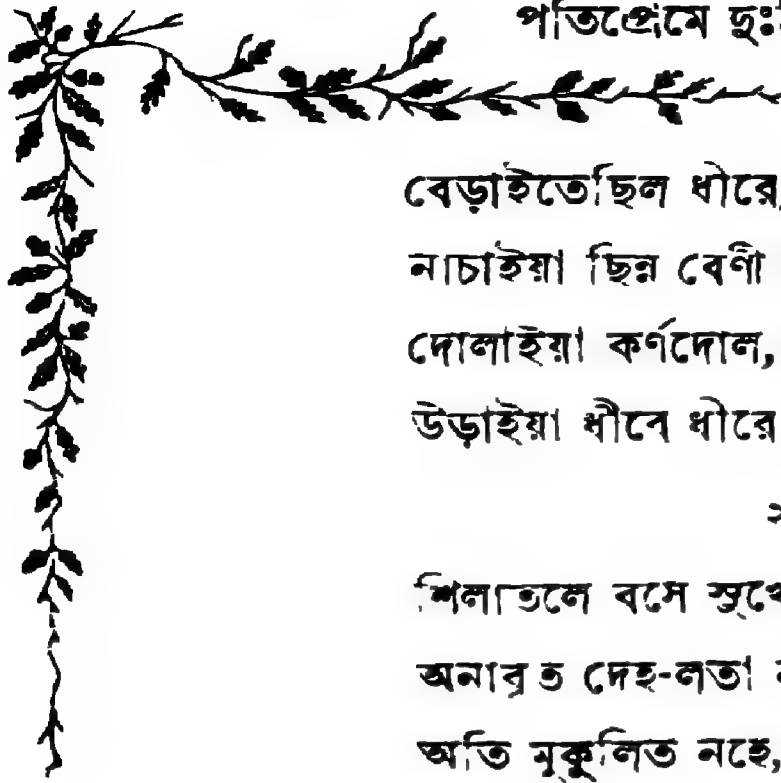 পতিপ্রেমে
বেড়াইতেছিল ধীরে,
নাচাইয়া ছিন্ন বেণী
দোলাইয়া কর্ণদোল,
উড়াইয়া ধীবে ধীরে
শিলাতলে বসে
অনাবৃত দেহ-লতা
অতি মুকুলিত নহে,